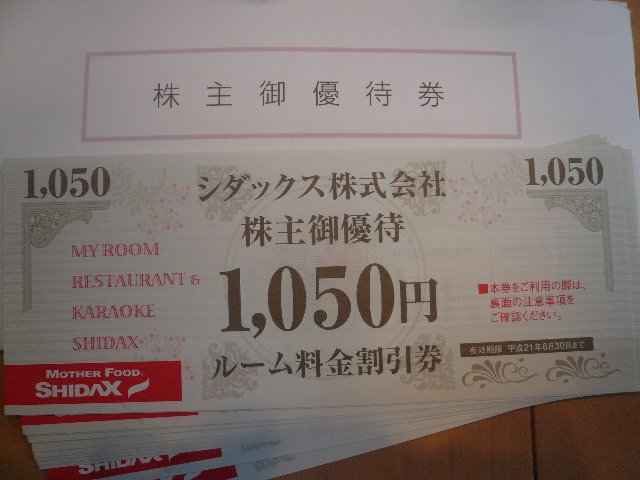 株主御優待券
1,050
シダックス株式会社
1,050
株主御優待
MY ROOM
RESTAURANT &
KARAOKE
SHIDAX
1,050円
■本券をご利用の際は、
裏面の注意事項を
ご確認ください。
ルーム料金割引券
有効期限 平成21年6月30日まで
MOTHER FOOD.
SHIDAX
SHIDAX
SHIDAX